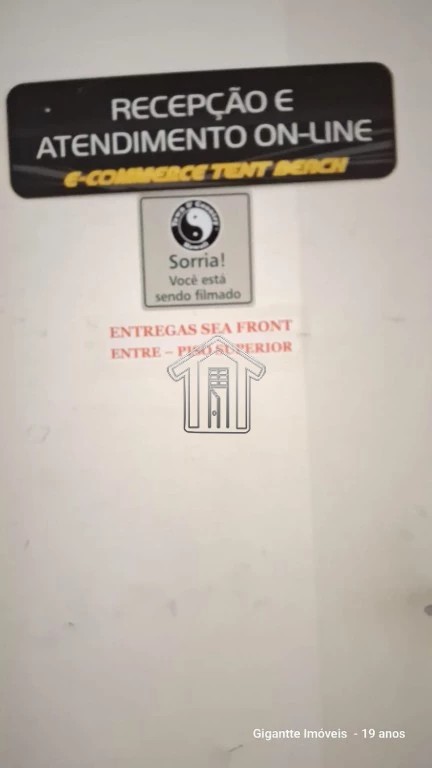 RECEPÇÃO E
ATENDIMENTO ON-LINE
E-COMMERCE TENT BEACH
Sorria!
Você está
sendo filmado
ENTREGAS SEA FRONT
ENTRE – PISO SUPERIOR
Gigantte Imóveis - 19 anos